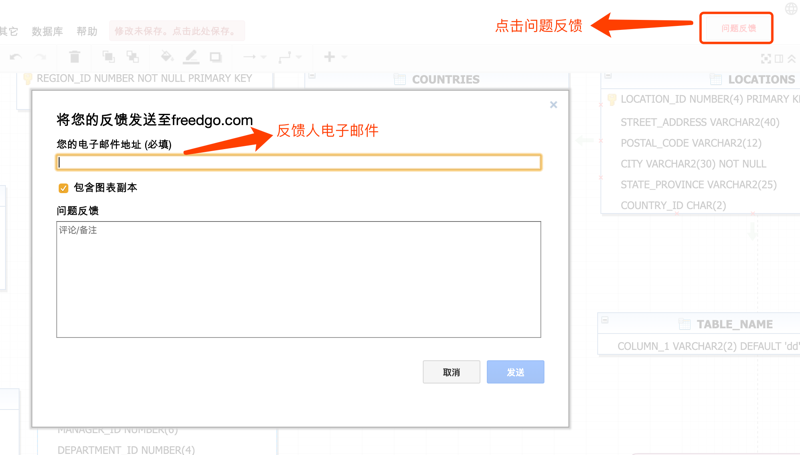 点击问题反馈
问题反馈
其它 数据库 帮助 修改未保存。点击此处保存。
REGION_ID NUMBER NOT NULL PRIMARY KEY
COUNTRIES
LOCATIONS
LOCATION_ID NUMBER(4) PRIMARY KE
STREET_ADDRESS VARCHAR2(40)
POSTAL_CODE VARCHAR2(12)
CITY VARCHAR2(30) NOT NULL
STATE_PROVINCE VARCHAR2(25)
COUNTRY_ID CHAR(2)
将您的反馈发送至freedgo.com
您的电子邮件地址 (必填)
反馈人电子邮件
包含图表副本
问题反馈
评论/备注
取消 发送
TABLE_NAME
COLUMN_1 VARCHAR2(2) DEFAULT 'dd'
MANAGER_ID NUMBER(6)
DEPARTMENT_ID NUMBER(4)